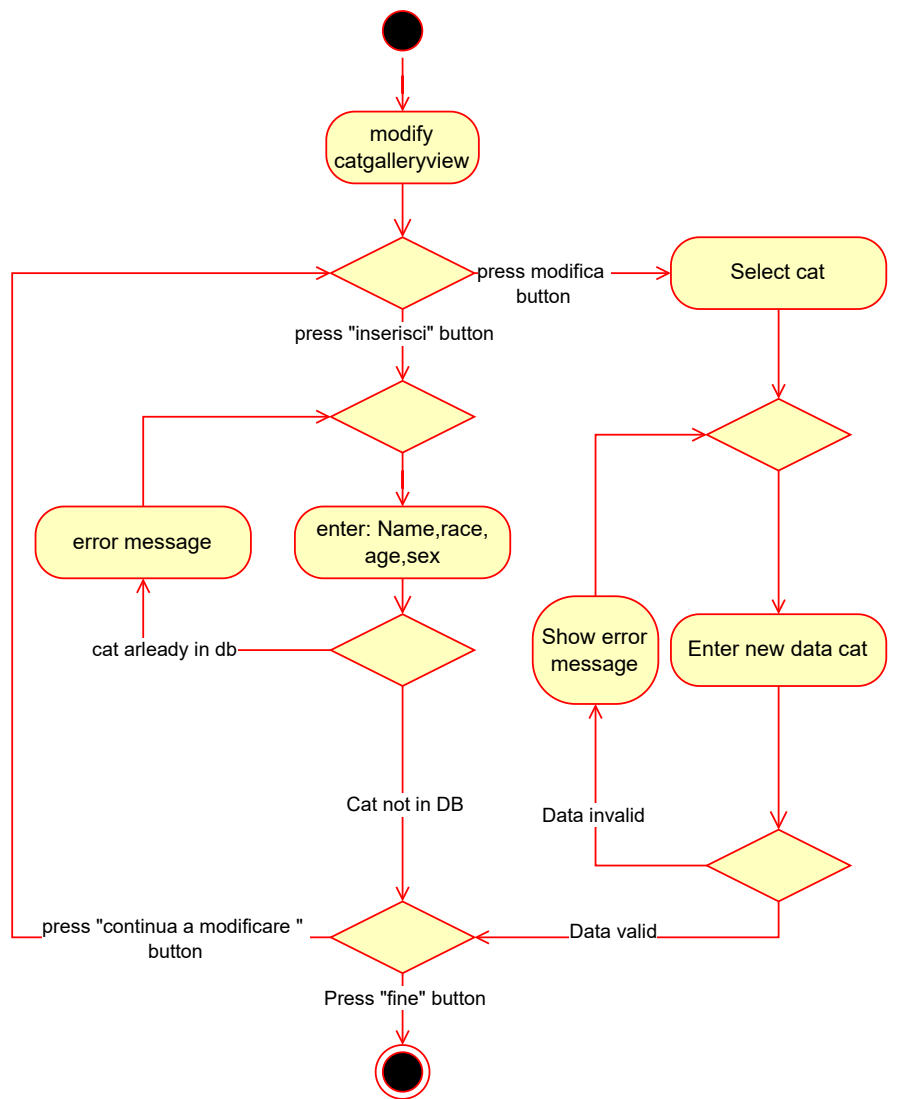 modify
catgalleryview
press modifica
button
Select cat
press "inserisci" button
error message
enter: Name,race,
age,sex
cat arleady in db
Show error
message
Enter new data cat
Cat not in DB
Data invalid
press "continua a modificare "
button
Data valid
Press "fine" button